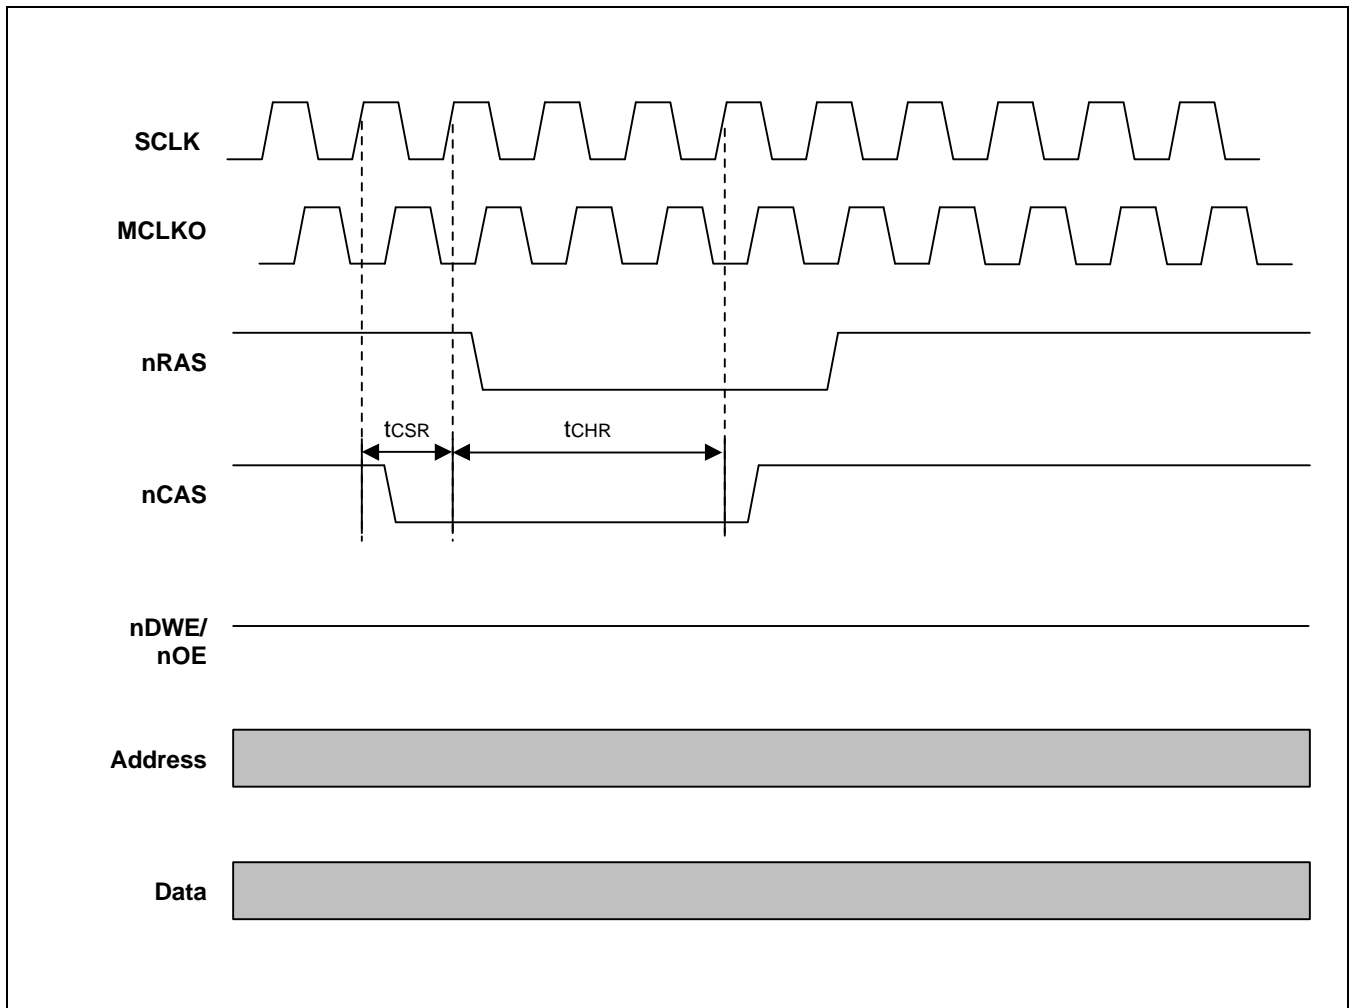 SCLK
MCLKO
nRAS
tCSR
tCHR
nCAS
nDWE/
nOE
Address
Data